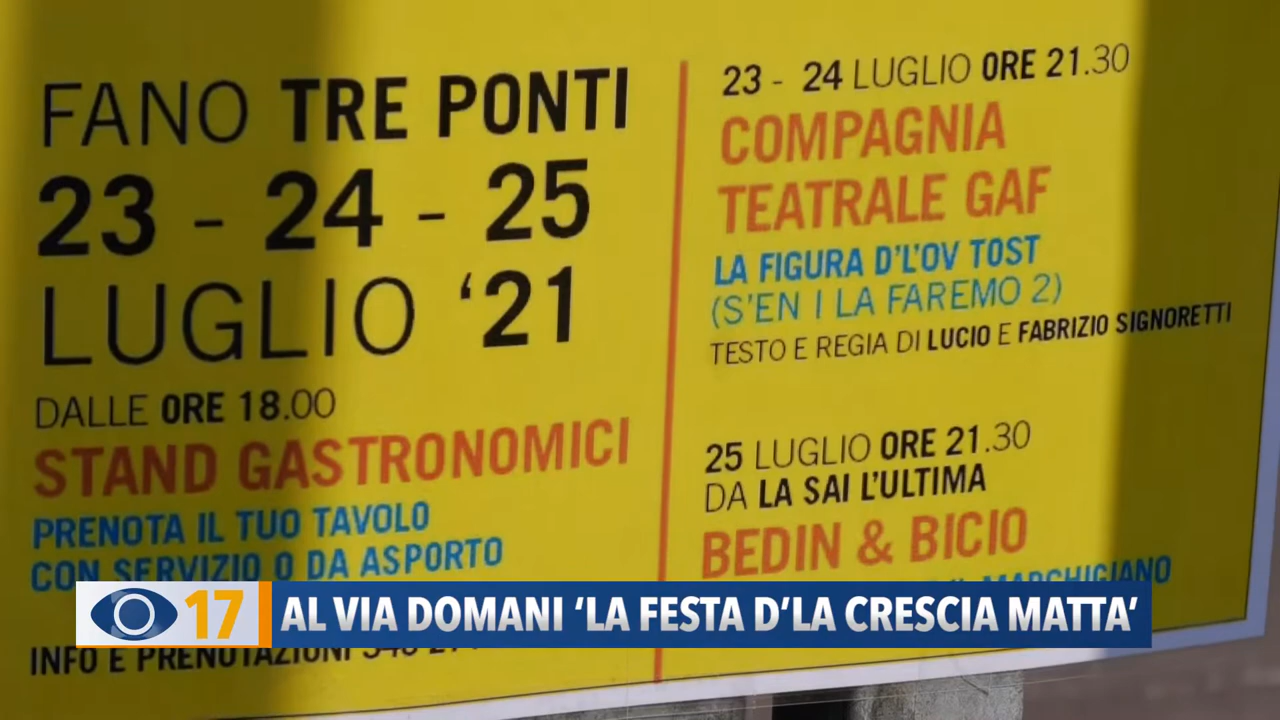 FANO TRE PONTI
23 - 24 - 25
LUGLIO ‘21
DALLE ORE 18.00
STAND GASTRONOMICI
PRENOTA IL TUO TAVOLO
CON SERVIZIO O DA ASPORTO
INFO E PRENOTAZIONI
23 - 24 LUGLIO ORE 21.30
COMPAGNIA
TEATRALE GAF
LA FIGURA D’L’OV TOST
(S’EN I LA FAREMO 2)
TESTO E REGIA DI LUCIO E FABRIZIO SIGNORETTI
25 LUGLIO ORE 21.30
DA LA SAI L’ULTIMA
BEDIN & BICIO
MARCHIGIANO
17 AL VIA DOMANI ‘LA FESTA D’LA CRESCIA MATTA‘